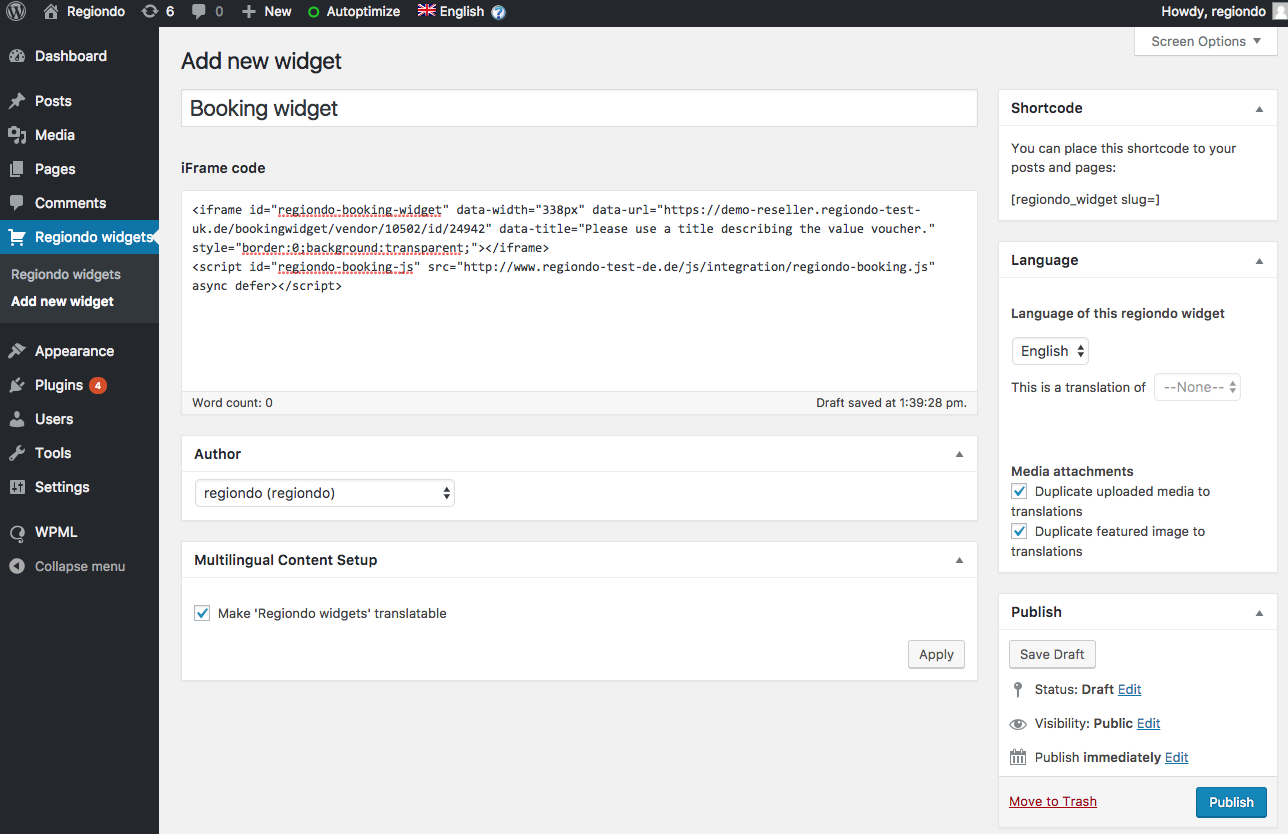 Regiondo 6 0 New Autoptimize English ? Howdy, regiondo
Dashboard
Posts
Media
Pages
Comments
Regiondo widgets
Regiondo widgets
Add new widget
Appearance
Plugins 4
Users
Tools
Settings
WPML
Collapse menu
Screen Options
Add new widget
Booking widget
iFrame code
<iframe id="regiondo-booking-widget" data-width="338px" data-url="https://demo-reseller.regiondo-test-
uk.de/bookingwidget/vendor/10502/id/24942" data-title="Please use a title describing the value voucher."
style="border:0;background:transparent;"></iframe>
<script id="regiondo-booking-js" src="http://www.regiondo-test-de.de/js/integration/regiondo-booking.js"
async defer></script>
Word count: 0 Draft saved at 1:39:28 pm.
Author
regiondo (regiondo)
Multilingual Content Setup
Make 'Regiondo widgets' translatable
Apply
Shortcode
You can place this shortcode to your
posts and pages:
[regiondo_widget slug=]
Language
Language of this regiondo widget
English
This is a translation of --None--
Media attachments
Duplicate uploaded media to
translations
Duplicate featured image to
translations
Publish
Save Draft
Status: Draft Edit
Visibility: Public Edit
Publish immediately Edit
Move to Trash Publish